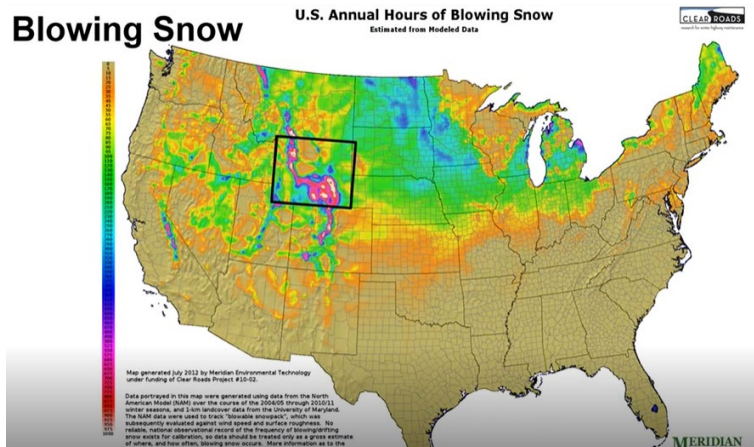 Blowing Snow
U.S. Annual Hours of Blowing Snow
Estimated from Modeled Data
CLEAR ROADS
research for winter highway maintenance
Map generated July 2012 by Meridian Environmental Technology
under funding of Clear Roads Project #10-02.
Data portrayed in this map were generated using data from the North
American Model (NAM) over the course of the 2004/05 through 2010/11
winter seasons, and 1-km landcover data from the University of Maryland.
The NAM data were used to track "blowable snowpack", which was
subsequently evaluated against wind speed and surface roughness. No
reliable, national observational record of the frequency of blowing/drifting
snow exists for calibration, so data should be treated only as a gross estimate
of where, and how often, blowing snow occurs. More information as to the
MERIDIAN